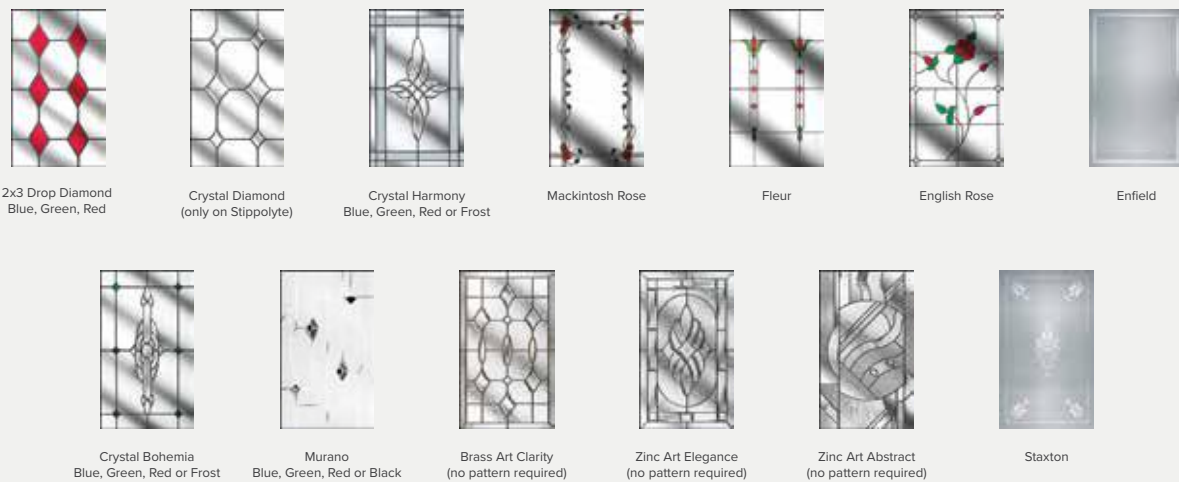 2x3 Drop Diamond
Blue, Green, Red
Crystal Diamond
(only on Stippolyte)
Crystal Harmony
Blue, Green, Red or Frost
Mackintosh Rose
Fleur
English Rose
Enfield
Crystal Bohemia
Blue, Green, Red or Frost
Murano
Blue, Green, Red or Black
Brass Art Clarity
(no pattern required)
Zinc Art Elegance
(no pattern required)
Zinc Art Abstract
(no pattern required)
Staxton